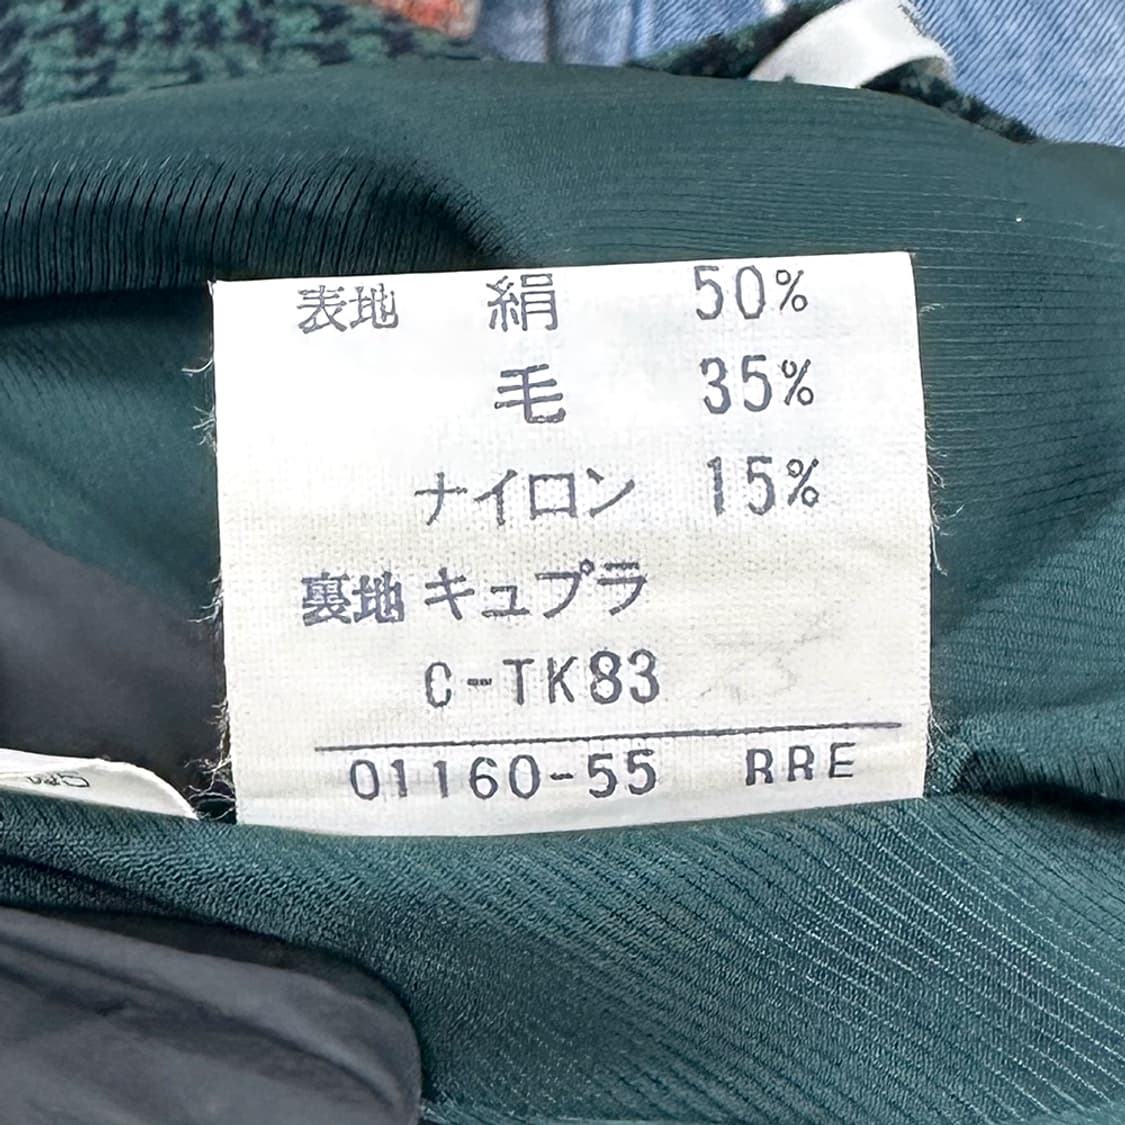 表地 絹 50%
毛 35%
ナイロン 15%
裏地 キュプラ
C-TK83
01160-55 RRE